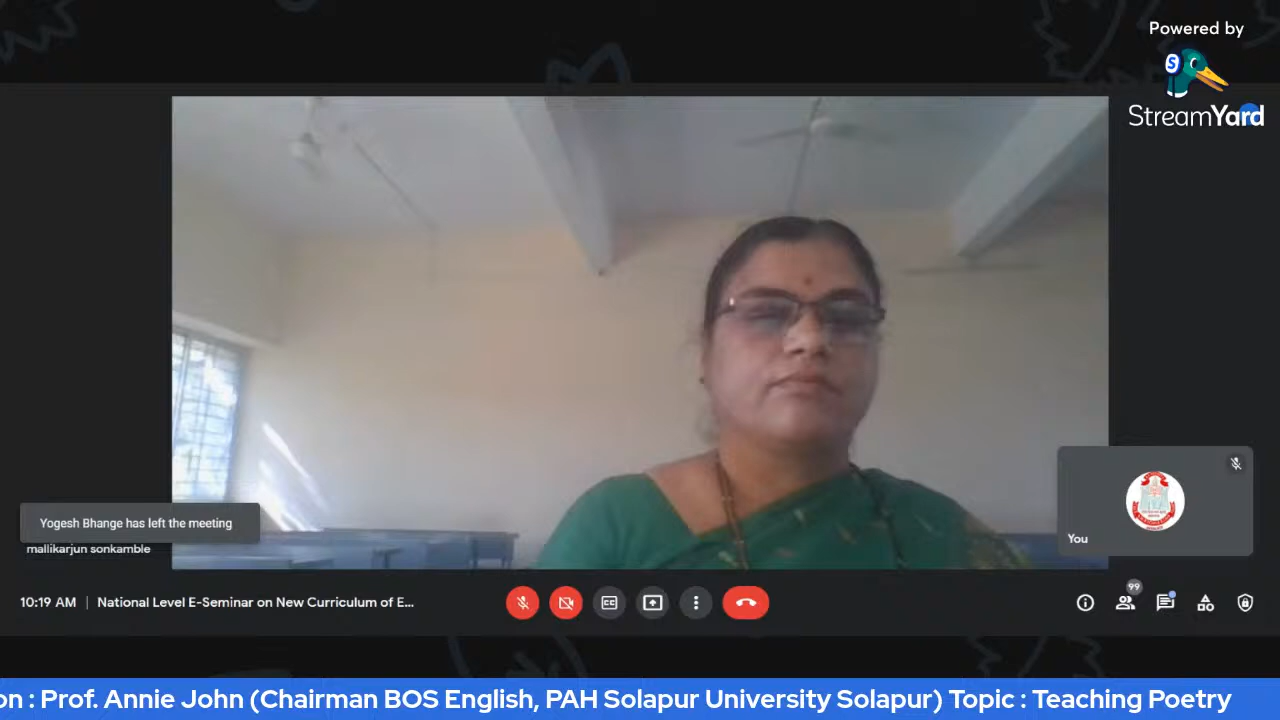 Powered by
S
StreamYard
Yogesh Bhange has left the meeting
mallikarjun sonkamble
You
10:19 AM | National Level E-Seminar on New Curriculum of E...
CC
99
on : Prof. Annie John (Chairman BOS English, PAH Solapur University Solapur) Topic : Teaching Poetry